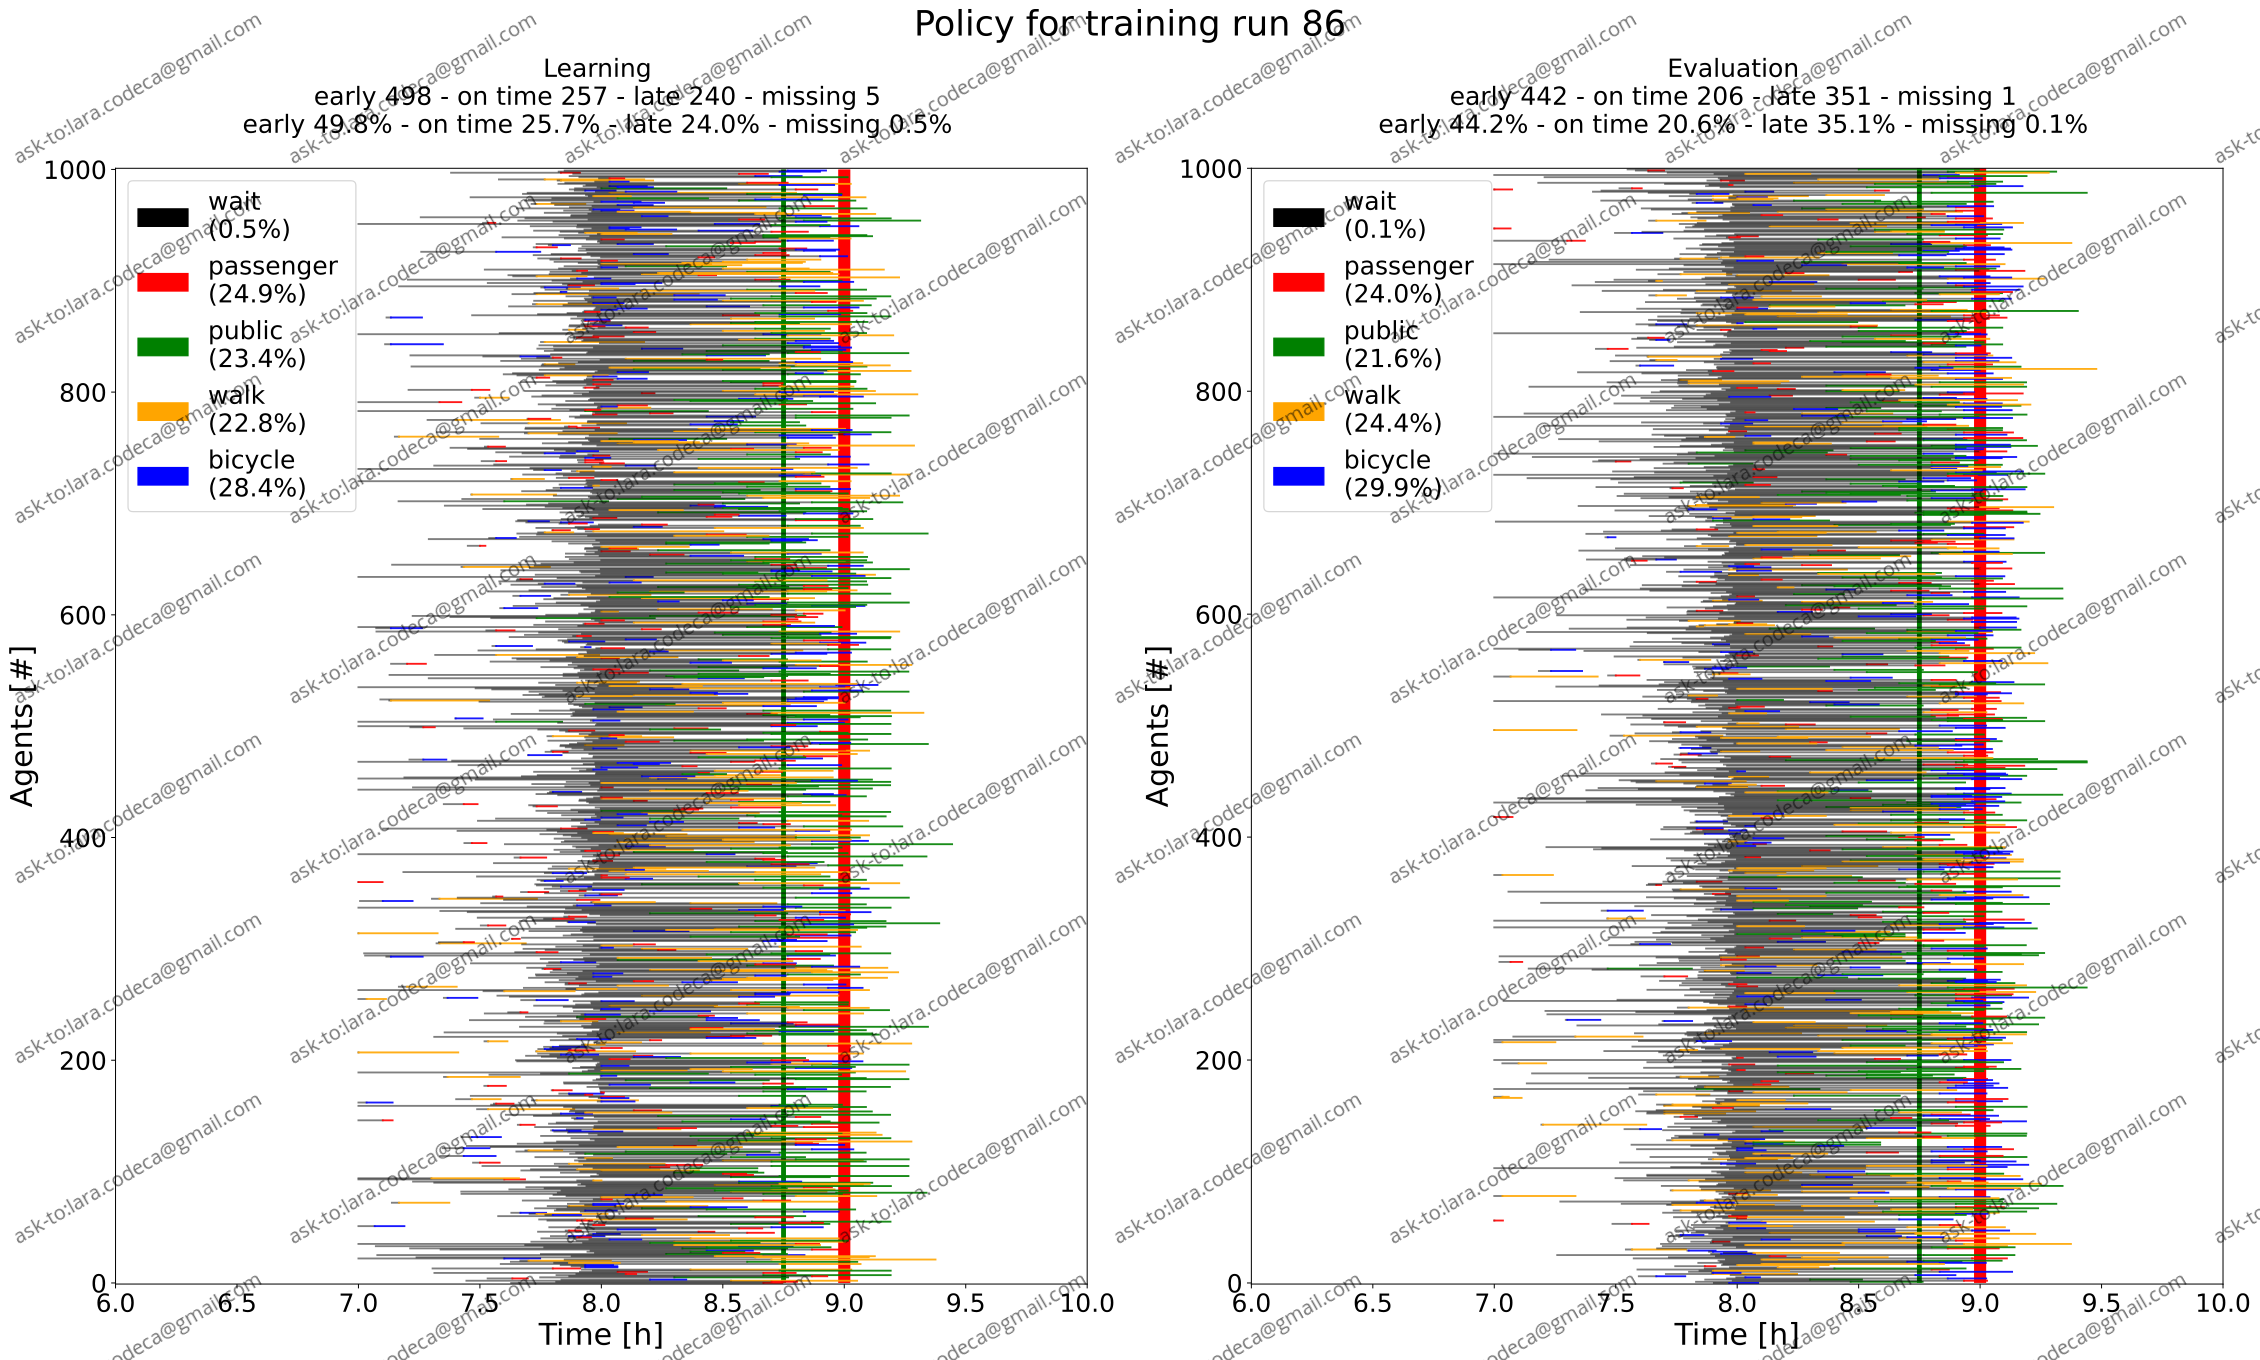 Policy for training run 86
Learning
early 498 - on time 257 - late 240 - missing 5
early 49.8% - on time 25.7% - late 24.0% - missing 0.5%
Agents [#]
1000
800
600
400
200
0
wait
(0.5%)
passenger
(24.9%)
public
(23.4%)
walk
(22.8%)
bicycle
(28.4%)
6.0 6.5 7.0 7.5 8.0 8.5 9.0 9.5 10.0
Time [h]
Evaluation
early 442 - on time 206 - late 351 - missing 1
early 44.2% - on time 20.6% - late 35.1% - missing 0.1%
Agents [#]
1000
800
600
400
200
0
wait
(0.1%)
passenger
(24.0%)
public
(21.6%)
walk
(24.4%)
bicycle
(29.9%)
6.0 6.5 7.0 7.5 8.0 8.5 9.0 9.5 10.0
Time [h]
ask-to:lara.codeca@gmail.com